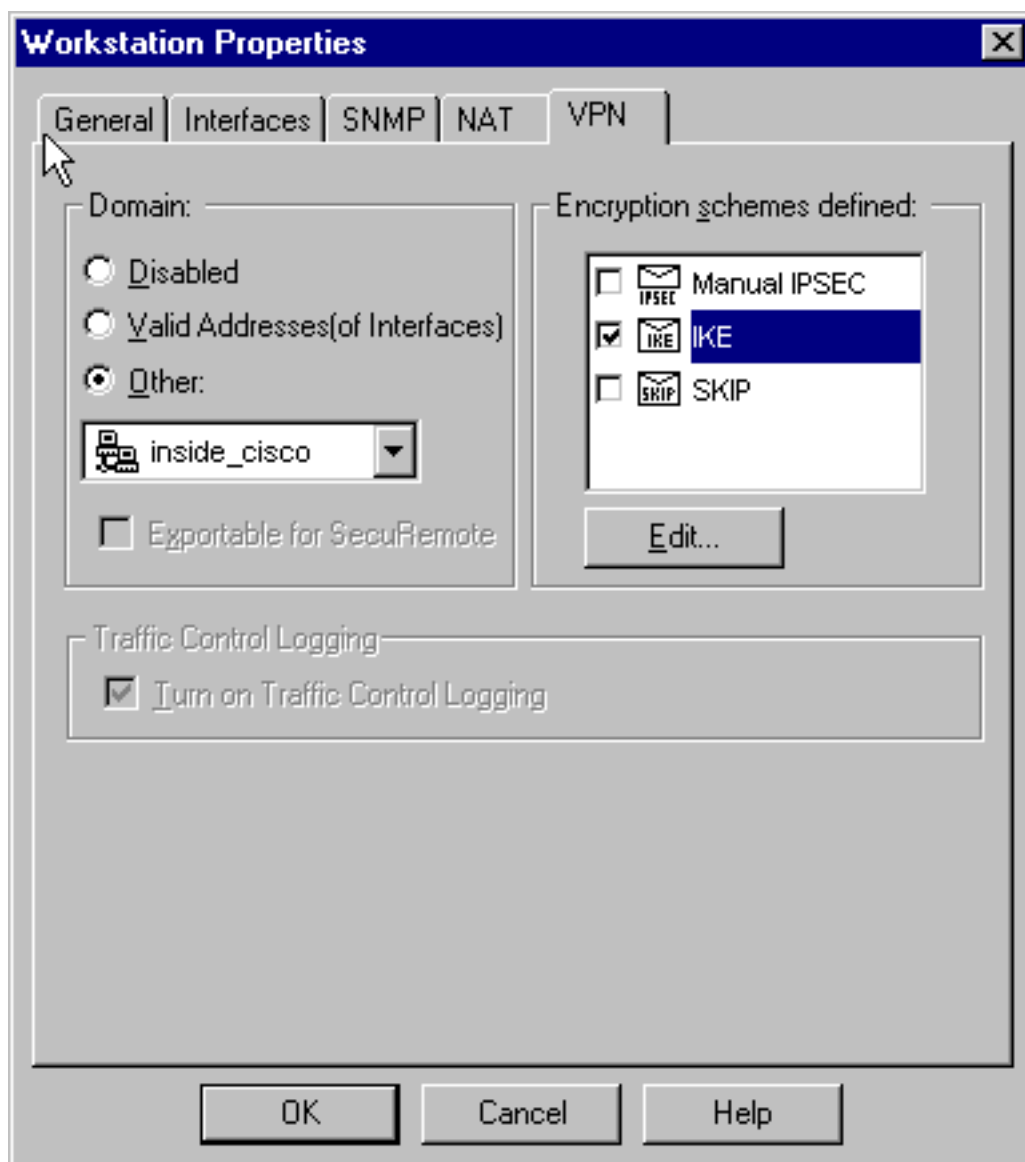 Workstation Properties
General Interfaces SNMP NAT VPN
Domain:
Disabled
Valid Addresses(of Interfaces)
Other:
inside_cisco
Exportable for SecuRemote
Encryption schemes defined:
IPSEC Manual IPSEC
IKE IKE
SKIP SKIP
Edit...
Traffic Control Logging
Turn on Traffic Control Logging
OK Cancel Help